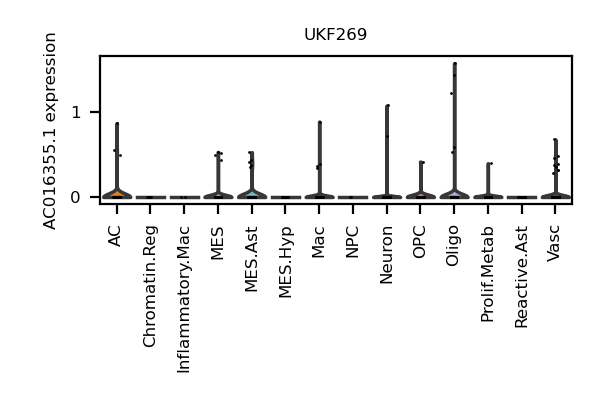 UKF269
AC016355.1 expression
1
0
AC
Chromatin.Reg
Inflammatory.Mac
MES
MES.Ast
MES.Hyp
Mac
NPC
Neuron
OPC
Oligo
Prolif.Metab
Reactive.Ast
Vasc